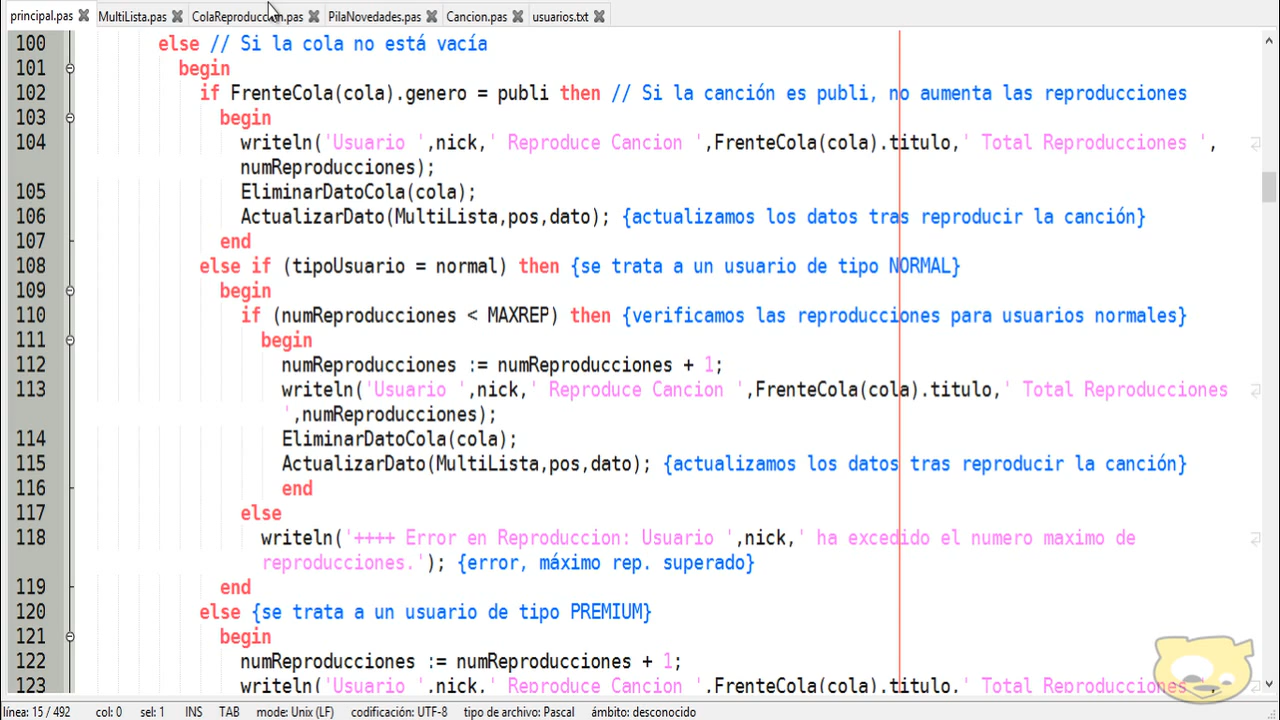 principal.pas MultiLista.pas ColaReproduccion.pas PilaNovedades.pas Cancion.pas usuarios.txt
100 else // Si la cola no está vacía
101 begin
102 if FrenteCola(cola).genero = publi then // Si la canción es publi, no aumenta las reproducciones
103 begin
104 writeln('Usuario ',nick,' Reproduce Cancion ',FrenteCola(cola).titulo,' Total Reproducciones ',
numReproducciones);
105 EliminarDatoCola(cola);
106 ActualizarDato(MultiLista,pos,dato); {actualizamos los datos tras reproducir la canción}
107 end
108 else if (tipoUsuario = normal) then {se trata a un usuario de tipo NORMAL}
109 begin
110 if (numReproducciones < MAXREP) then {verificamos las reproducciones para usuarios normales}
111 begin
112 numReproducciones := numReproducciones + 1;
113 writeln('Usuario ',nick,' Reproduce Cancion ',FrenteCola(cola).titulo,' Total Reproducciones
',numReproducciones);
114 EliminarDatoCola(cola);
115 ActualizarDato(MultiLista,pos,dato); {actualizamos los datos tras reproducir la canción}
116 end
117 else
118 writeln('++++ Error en Reproduccion: Usuario ',nick,' ha excedido el numero maximo de
reproducciones.'); {error, máximo rep. superado}
119 end
120 else {se trata a un usuario de tipo PREMIUM}
121 begin
122 numReproducciones := numReproducciones + 1;
123 writeln('Usuario ',nick,' Reproduce Cancion ',FrenteCola(cola).titulo,' Total Reproducciones ',
línea: 15 / 492 col: 0 sel: 1 INS TAB modo: Unix (LF) codificación: UTF-8 tipo de archivo: Pascal ámbito: desconocido